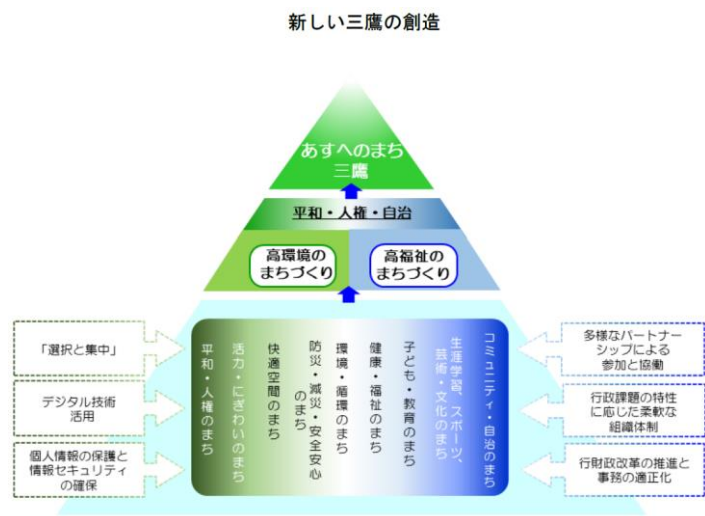 新しい三鷹の創造
あすへのまち
三鷹
平和・人権・自治
高環境の
まちづくり
高福祉の
まちづくり
「選択と集中」
デジタル技術
活用
個人情報の保護と
情報セキュリティ
の確保
平和・人権のまち
活力・にぎわいのまち
快適空間のまち
防災・減災・安全安心
のまち
環境・循環のまち
健康・福祉のまち
子ども・教育のまち
生涯学習、スポーツ、
芸術・文化のまち
コミュニティ・自治のまち
多様なパートナー
シップによる
参加と協働
行政課題の特性
に応じた柔軟な
組織体制
行財政改革の推進と
事務の適正化